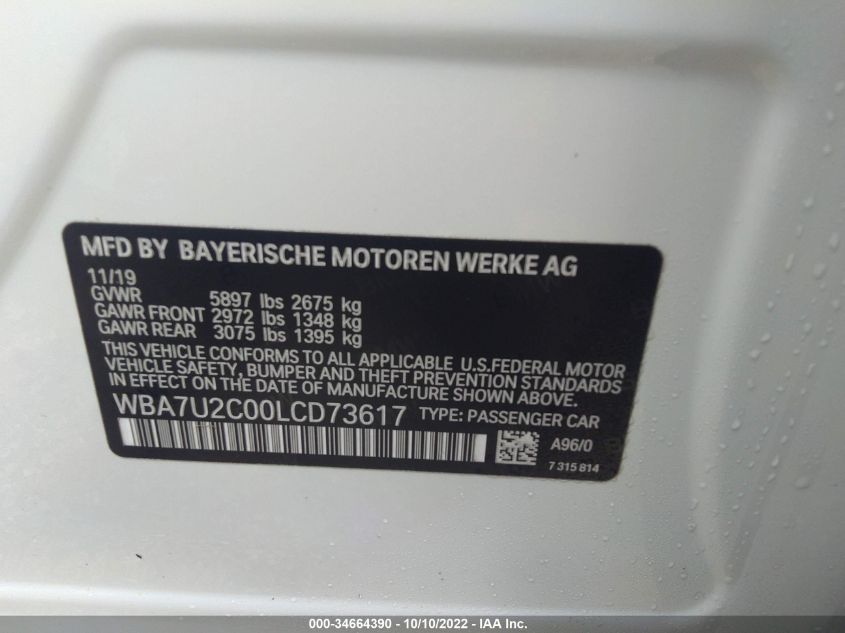 MFD BY BAYERISCHE MOTOREN WERKE AG
11/19
GVWR 5897 lbs 2675 kg
GAWR FRONT 2972 lbs 1348 kg
GAWR REAR 3075 lbs 1395 kg
THIS VEHICLE CONFORMS TO ALL APPLICABLE U.S.FEDERAL MOTOR
VEHICLE SAFETY, BUMPER AND THEFT PREVENTION STANDARDS
IN EFFECT ON THE DATE OF MANUFACTURE SHOWN ABOVE.
WBA7U2C00LCD73617 TYPE: PASSENGER CAR
A96/0
7 315 814
000-34664390 - 10/10/2022 - IAA Inc.